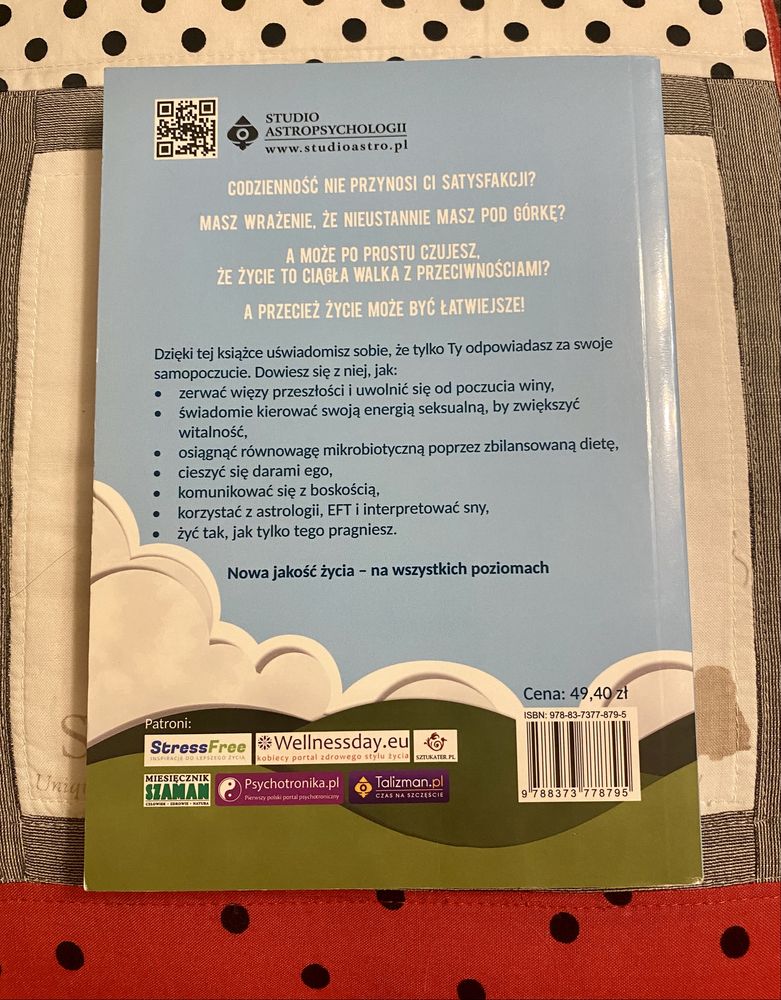 STUDIO
ASTROPSYCHOLOGII
www.studioastro.pl
CODZIENNOŚĆ NIE PRZYNOSI CI SATYSFAKCJI?
MASZ WRAŻENIE, ŻE NIEUSTANNIE MASZ POD GÓRKĘ?
A MOŻE PO PROSTU CZUJESZ,
ŻE ŻYCIE TO CIĄGŁA WALKA Z PRZECIWNOŚCIAMI?
A PRZECIEŻ ŻYCIE MOŻE BYĆ ŁATWIEJSZE!
Dzięki tej książce uświadomisz sobie, że tylko Ty odpowiadasz za swoje
samopoczucie. Dowiesz się z niej, jak:
• zerwać więzy przeszłości i uwolnić się od poczucia winy,
• świadomie kierować swoją energią seksualną, by zwiększyć
witalność,
• osiągnąć równowagę mikrobiotyczną poprzez zbilansowaną dietę,
• cieszyć się darami ego,
• komunikować się z boskością,
• korzystać z astrologii, EFT i interpretować sny,
• żyć tak, jak tylko tego pragniesz.
Nowa jakość życia – na wszystkich poziomach
Cena: 49,40 zł
ISBN: 978-83-7377-879-5
9 788373 778795
Patroni:
StressFree
INSPIRACJE DO LEPSZEGO ŻYCIA
Wellnessday.eu
kobiecy portal zdrowego stylu życia
SZTUKATER.PL
MIESIĘCZNIK
SZAMAN
CZŁOWIEK - ZDROWIE - NATURA
Psychotronika.pl
Pierwszy polski portal psychotroniczny
Talizman.pl
CZAS NA SZCZĘŚCIE